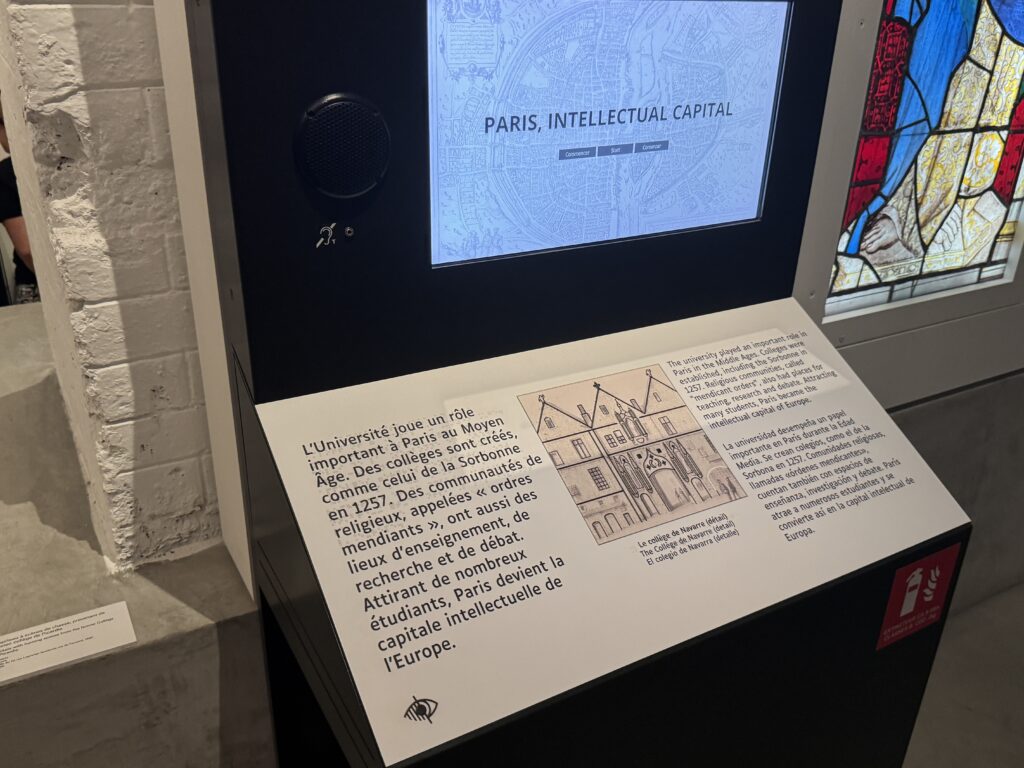 PARIS, INTELLECTUAL CAPITAL
Commencer
Start
Comenzar
T
L'Université joue un rôle
important à Paris au Moyen
Âge. Des collèges sont créés,
comme celui de la Sorbonne
en 1257. Des communautés de
religieux, appelées « ordres
mendiants », ont aussi des
lieux d'enseignement, de
recherche et de débat.
Attirant de nombreux
étudiants, Paris devient la
capitale intellectuelle de
l'Europe.
Le collège de Navarre (détail)
The Collège de Navarre (detail)
El colegio de Navarra (detalle)
The university played an important role in
Paris in the Middle Ages. Collèges were
established, including the Sorbonne in
1257. Religious communities, called
"mendicant orders", also had places for
teaching, research and debate. Attracting
many students, Paris became the
intellectual capital of Europe.
La universidad desempeña un papel
importante en Paris durante la Edad
Media. Se crean colegios, como el de la
Sorbona en 1257. Comunidades religiosas,
llamadas «órdenes mendicantes»,
cuentan también con espacios de
enseñanza, investigación y debate. Paris
atrae a numerosos estudiantes y se
convierte así en la capital intelectual de
Europa.